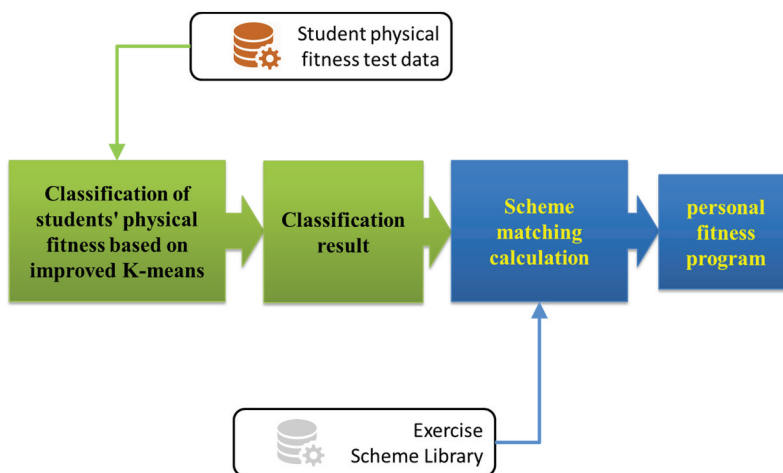 Student physical
fitness test data
Classification of
students' physical
fitness based on
improved K-means
Classification
result
Scheme
matching
calculation
personal
fitness
program
Exercise
Scheme Library